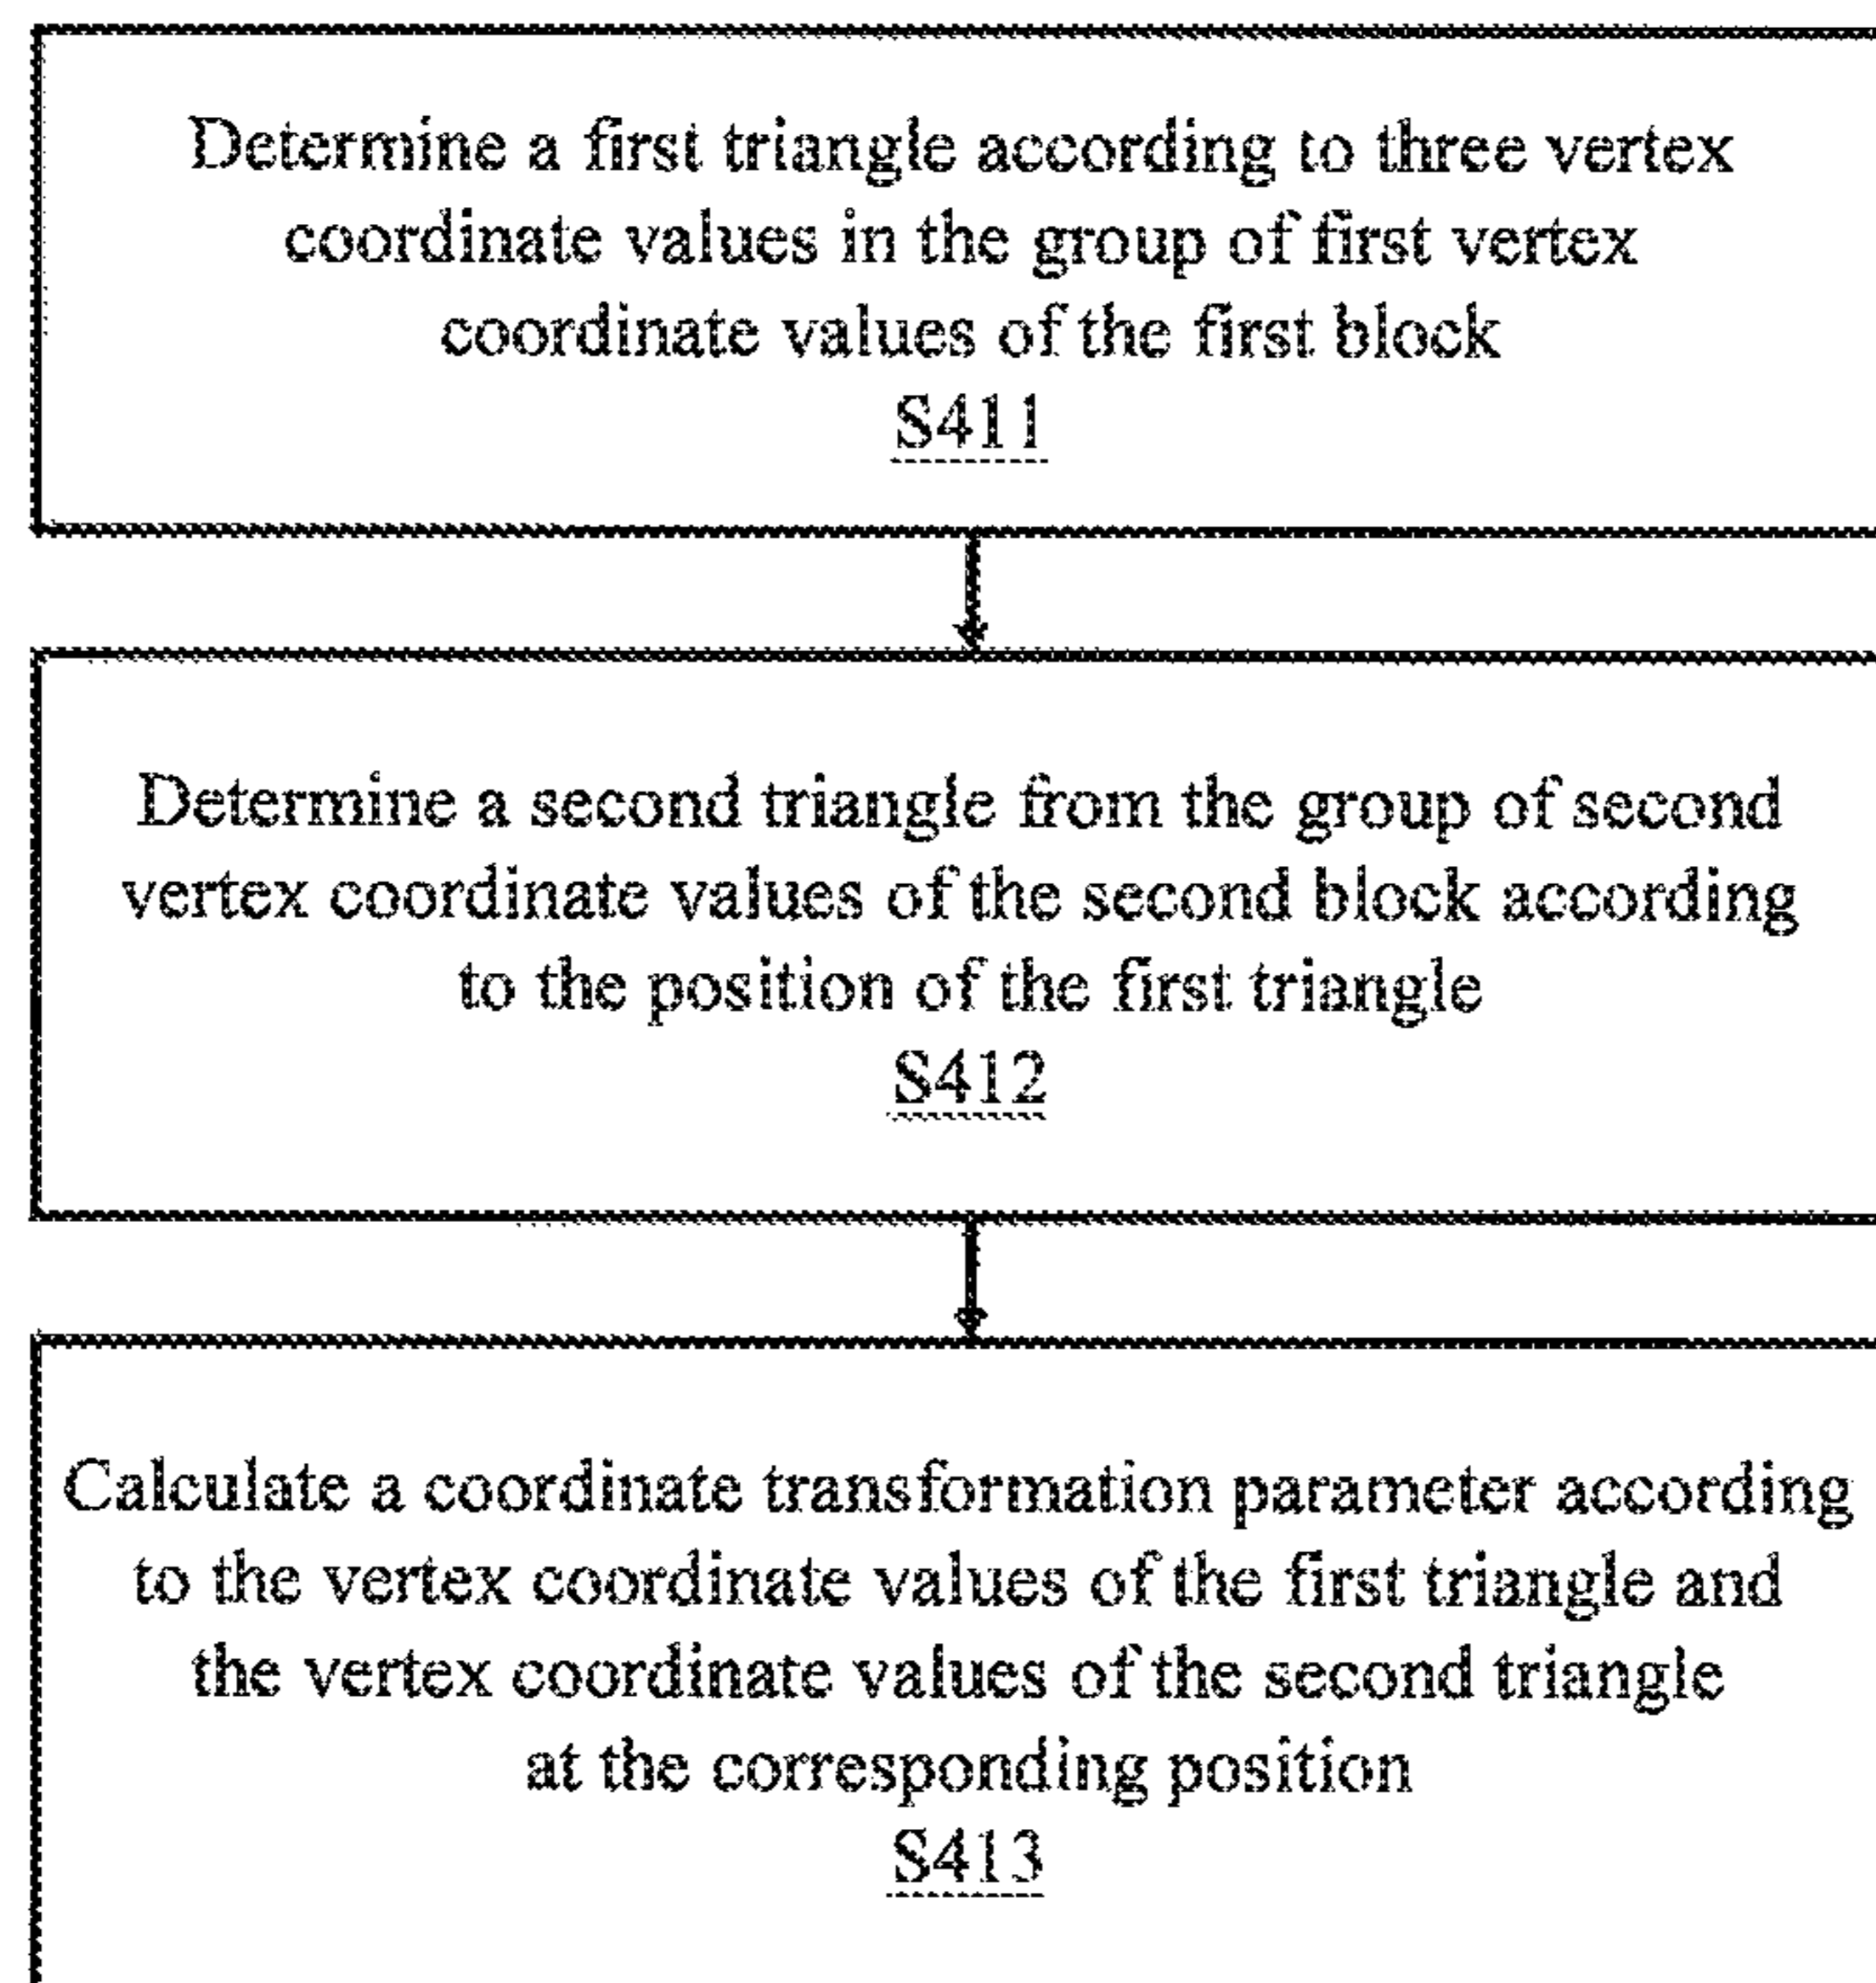 Determine a first triangle according to three vertex
coordinate values in the group of first vertex
coordinate values of the first block
S411
Determine a second triangle from the group of second
vertex coordinate values of the second block according
to the position of the first triangle
S412
Calculate a coordinate transformation parameter according
to the vertex coordinate values of the first triangle and
the vertex coordinate values of the second triangle
at the corresponding position
S413